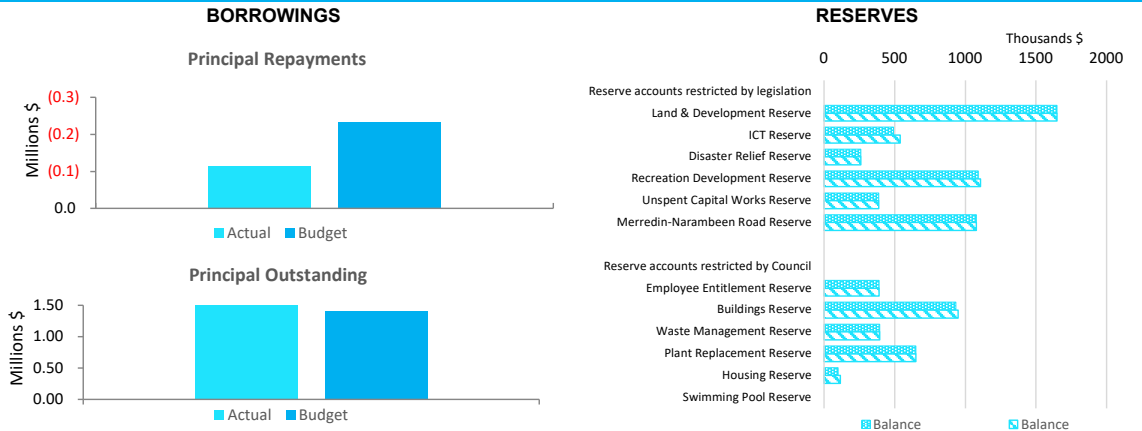 BORROWINGS
Principal Repayments
Millions $
(0.3)
(0.2)
(0.1)
0.0
Actual Budget
Principal Outstanding
Millions $
1.50
1.00
0.50
0.00
Actual Budget
RESERVES
Thousands $
0 500 1000 1500 2000
Reserve accounts restricted by legislation
Land & Development Reserve
ICT Reserve
Disaster Relief Reserve
Recreation Development Reserve
Unspent Capital Works Reserve
Merredin-Narambeen Road Reserve
Reserve accounts restricted by Council
Employee Entitlement Reserve
Buildings Reserve
Waste Management Reserve
Plant Replacement Reserve
Housing Reserve
Swimming Pool Reserve
Balance Balance